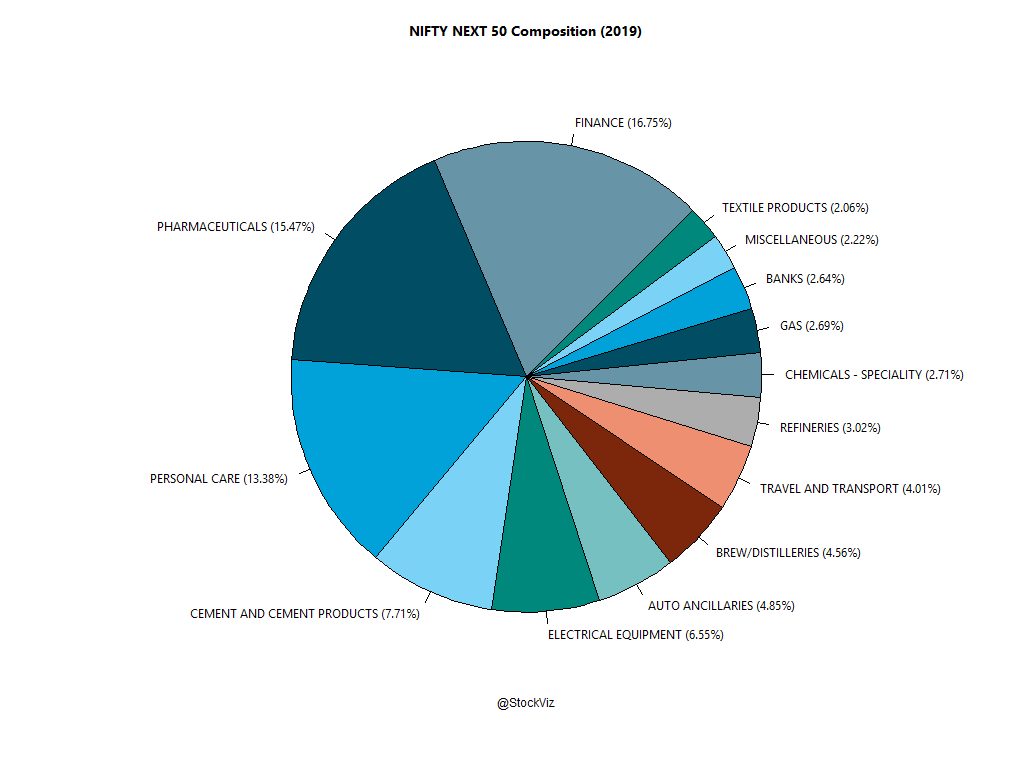 NIFTY NEXT 50 Composition (2019)
FINANCE (16.75%)
TEXTILE PRODUCTS (2.06%)
PHARMACEUTICALS (15.47%)
MISCELLANEOUS (2.22%)
BANKS (2.64%)
GAS (2.69%)
CHEMICALS - SPECIALITY (2.71%)
REFINERIES (3.02%)
PERSONAL CARE (13.38%)
TRAVEL AND TRANSPORT (4.01%)
BREW/DISTILLERIES (4.56%)
AUTO ANCILLARIES (4.85%)
CEMENT AND CEMENT PRODUCTS (7.71%)
ELECTRICAL EQUIPMENT (6.55%)
@StockViz